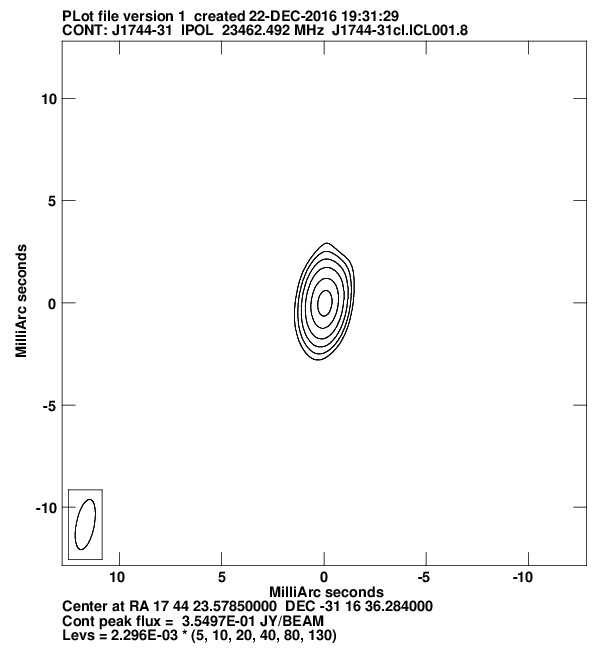 PLot file version 1 created 22-DEC-2016 19:31:29
CONT: J1744-31 IPOL 23462.492 MHz J1744-31cl.ICL001.8
10
5
0
-5
-10
MilliArc seconds
10 5 0 -5 -10
MilliArc seconds
Center at RA 17 44 23.57850000 DEC -31 16 36.284000
Cont peak flux = 3.5497E-01 JY/BEAM
Levs = 2.296E-03 * (5, 10, 20, 40, 80, 130)